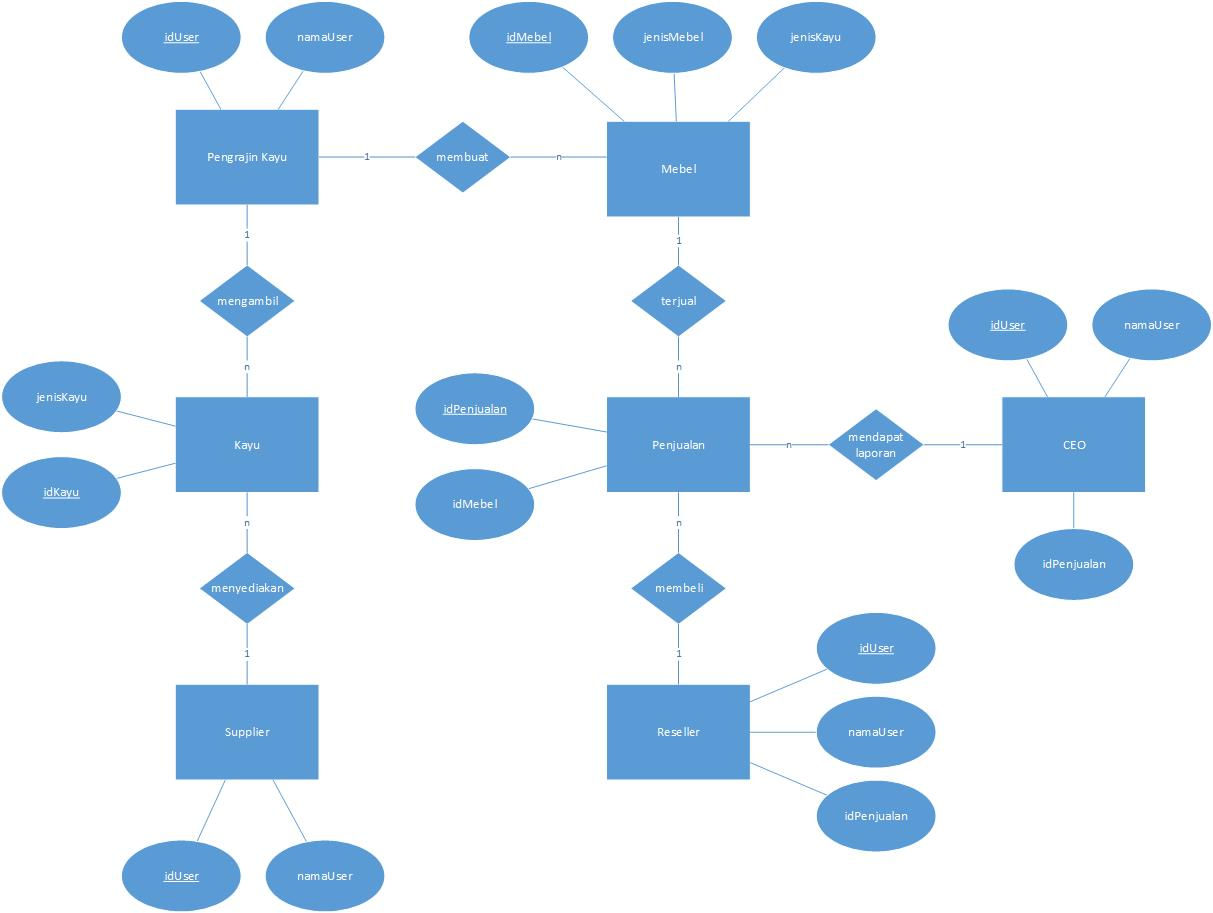 idUser
namaUser
idMebel
jenisMebel
jenisKayu
Pengrajin Kayu
1
membuat
n
Mebel
1
1
mengambil
terjual
n
n
idUser
namaUser
jenisKayu
idKayu
Kayu
idPenjualan
idMebel
Penjualan
n
mendapat
laporan
1
CEO
idPenjualan
n
n
menyediakan
membeli
1
1
Supplier
Reseller
idUser
namaUser
idPenjualan
idUser
namaUser